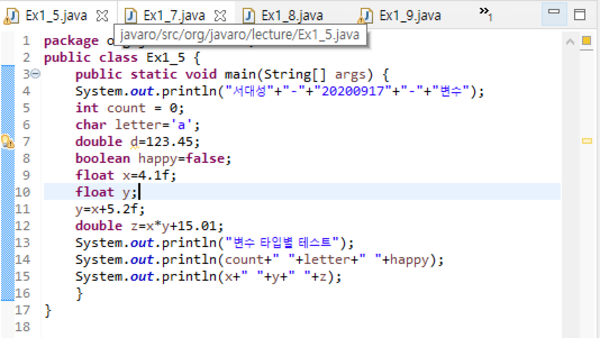 Ex1_5.java Ex1_7.java Ex1_8.java Ex1_9.java »1
javaro/src/org/javaro/lecture/Ex1_5.java
1 package
2 public class Ex1_5 {
3 public static void main(String[] args) {
4 System.out.println("서대성"+"-"+"20200917"+"-"+"변수");
5 int count = 0;
6 char letter='a';
7 double d=123.45;
8 boolean happy=false;
9 float x=4.1f;
10 float y;
11 y=x+5.2f;
12 double z=x*y+15.01;
13 System.out.println("변수 타입별 테스트");
14 System.out.println(count+" "+letter+" "+happy);
15 System.out.println(x+" "+y+" "+z);
16 }
17 }
18